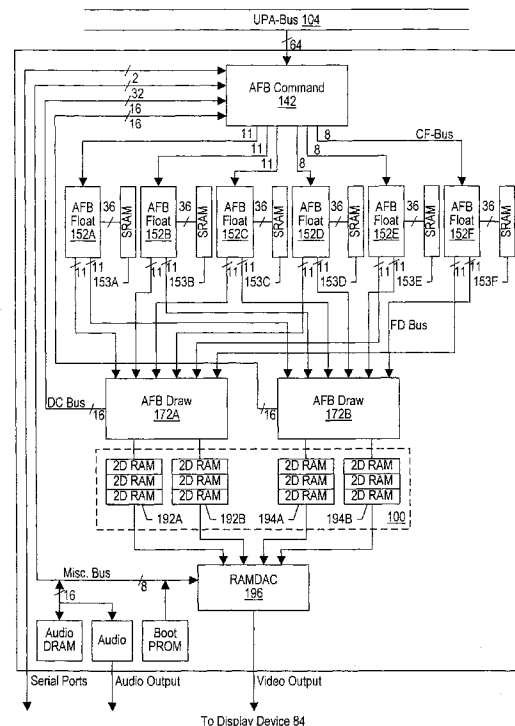 UPA-Bus 104
64
2
32
16
16
AFB Command
142
11
11
11
8
8
8
CF-Bus
AFB Float 152A
36
SRAM
AFB Float 152B
36
SRAM
AFB Float 152C
36
SRAM
AFB Float 152D
36
SRAM
AFB Float 152E
36
SRAM
AFB Float 152F
36
SRAM
11 11
153A
11 11
153B
11 11
153C
11 11
153D
11 11
153E
11 11
153F
FD Bus
DC Bus
16
AFB Draw
172A
16
AFB Draw
172B
2D RAM
2D RAM
2D RAM
2D RAM
2D RAM
2D RAM
2D RAM
2D RAM
2D RAM
2D RAM
2D RAM
2D RAM
192A
192B
194A
194B
100
Misc. Bus
8
16
RAMDAC
196
Audio DRAM
Audio
Boot PROM
Serial Ports
Audio Output
Video Output
To Display Device 84